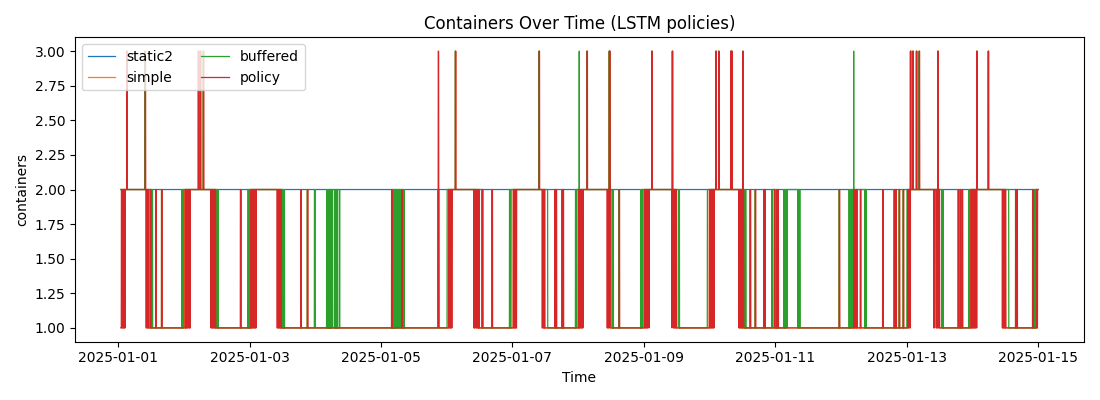 Containers Over Time (LSTM policies)
static2
simple
buffered
policy
containers
3.00
2.75
2.50
2.25
2.00
1.75
1.50
1.25
1.00
2025-01-01
2025-01-03
2025-01-05
2025-01-07
2025-01-09
2025-01-11
2025-01-13
2025-01-15
Time